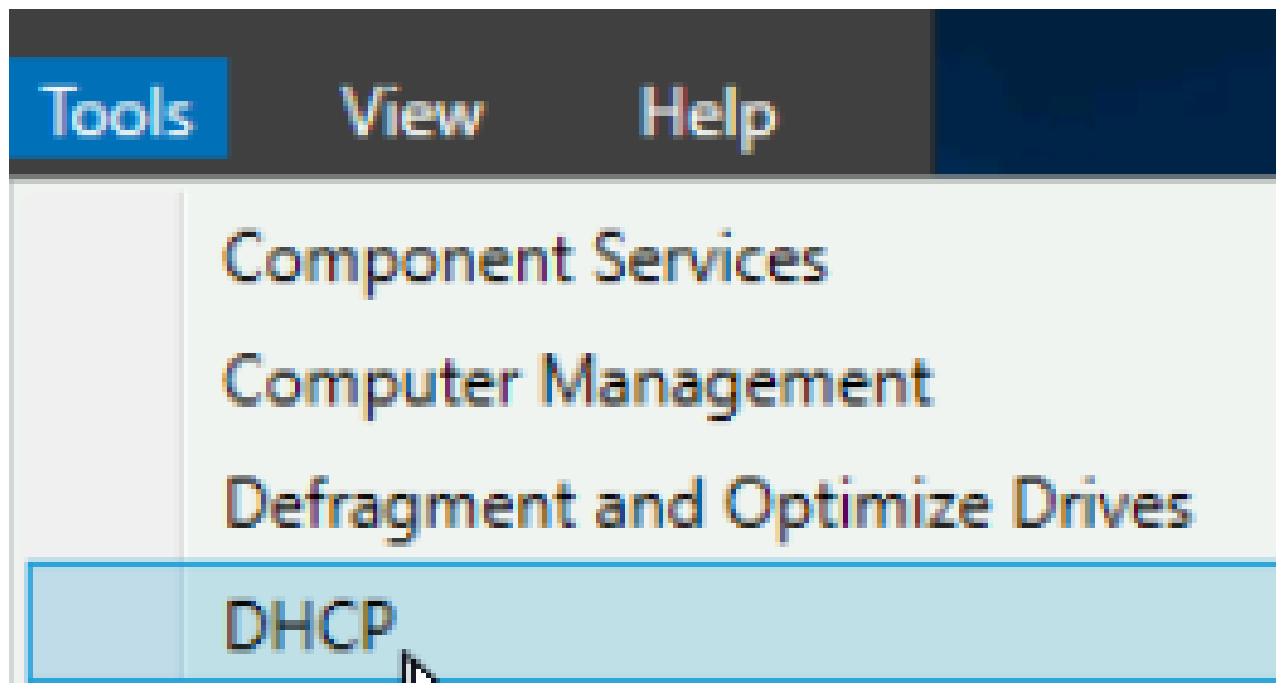 Tools View Help
Component Services
Computer Management
Defragment and Optimize Drives
DHCP